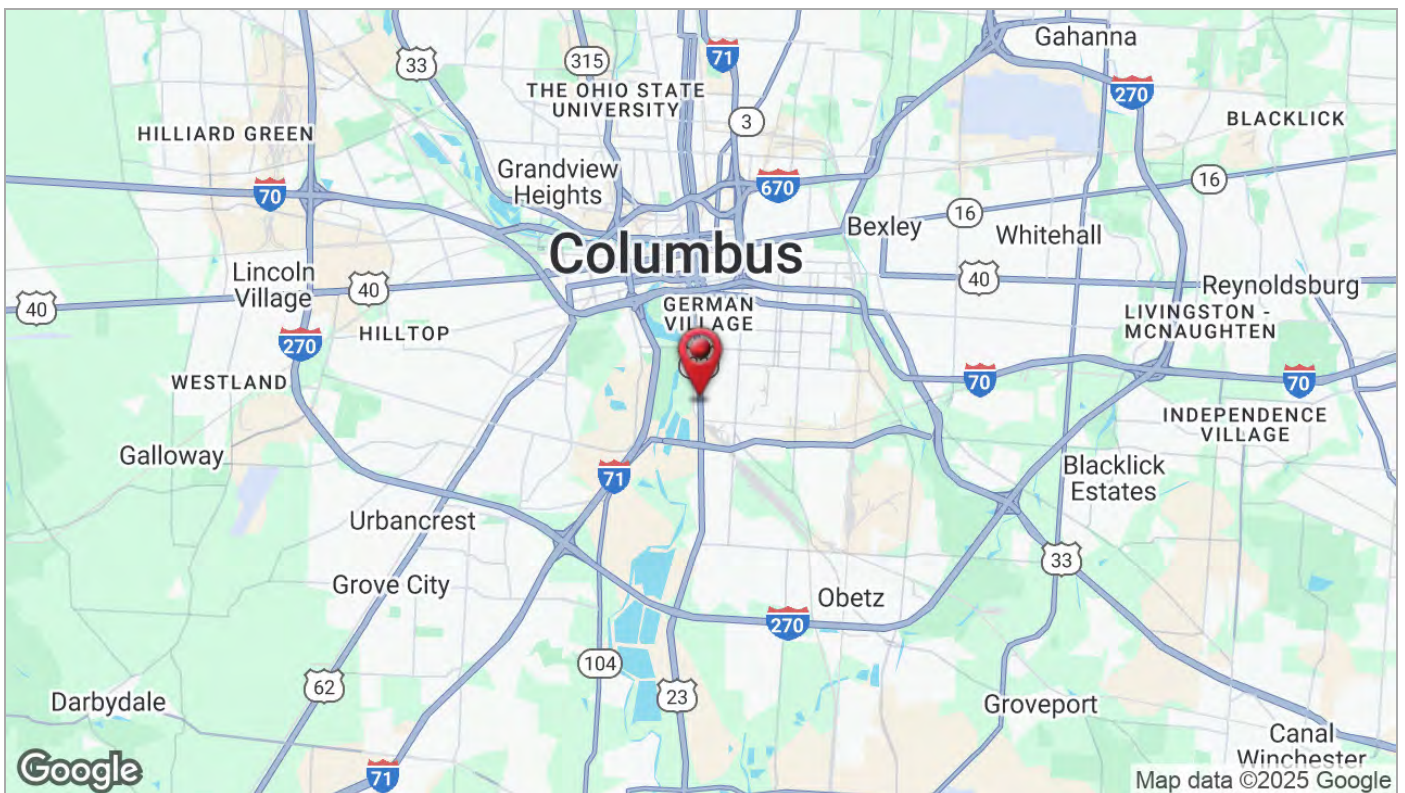 Gahanna
33
315
71
THE OHIO STATE
UNIVERSITY
270
3
BLACKLICK
HILLIARD GREEN
Grandview
Heights
70
670
16
16
Bexley
Whitehall
Columbus
Lincoln
Village
40
40
40
Reynoldsburg
GERMAN
VILLAGE
LIVINGSTON -
MCNAUGHTEN
HILLTOP
270
WESTLAND
70
70
INDEPENDENCE
VILLAGE
Galloway
Blacklick
Estates
71
Urbancrest
33
Grove City
Obetz
270
104
62
23
Darbydale
Groveport
Canal
Winchester
71
Google
Map data ©2025 Google